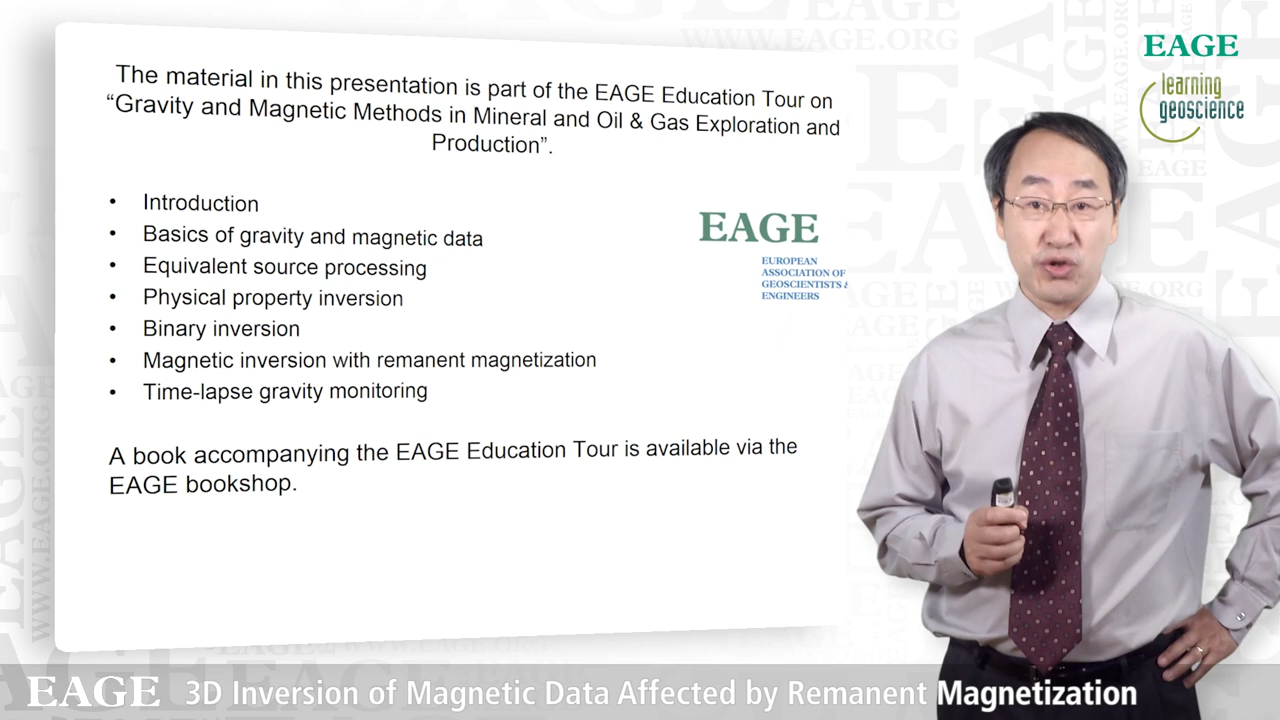 The material in this presentation is part of the EAGE Education Tour on
“Gravity and Magnetic Methods in Mineral and Oil & Gas Exploration and
Production”.
• Introduction
• Basics of gravity and magnetic data
• Equivalent source processing
• Physical property inversion
• Binary inversion
• Magnetic inversion with remanent magnetization
• Time-lapse gravity monitoring
EAGE
EUROPEAN
ASSOCIATION OF
GEOSCIENTISTS &
ENGINEERS
A book accompanying the EAGE Education Tour is available via the
EAGE bookshop.
EAGE
learning
geoscience
WWW.EAGE.ORG
EAGE 3D Inversion of Magnetic Data Affected by Remanent Magnetization